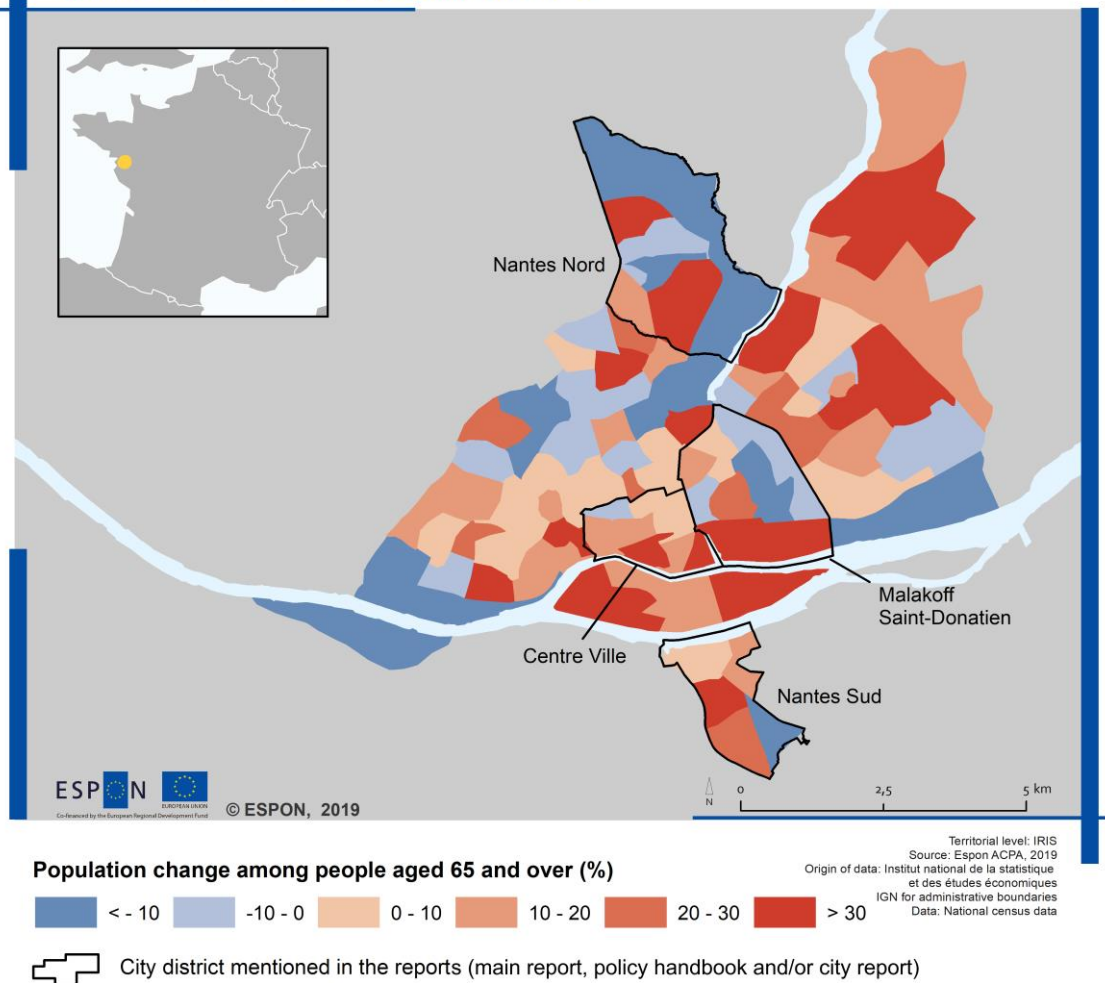 Nantes Nord
Malakoff
Saint-Donatien
Centre Ville
Nantes Sud
ESPON
EUROPEAN UNION
Co-financed by the European Regional Development Fund
© ESPON, 2019
N
0
2,5
5 km
Territorial level: IRIS
Source: Espon ACPA, 2019
Origin of data: Institut national de la statistique
et des études économiques
IGN for administrative boundaries
Data: National census data
Population change among people aged 65 and over (%)
< - 10
-10 - 0
0 - 10
10 - 20
20 - 30
> 30
City district mentioned in the reports (main report, policy handbook and/or city report)